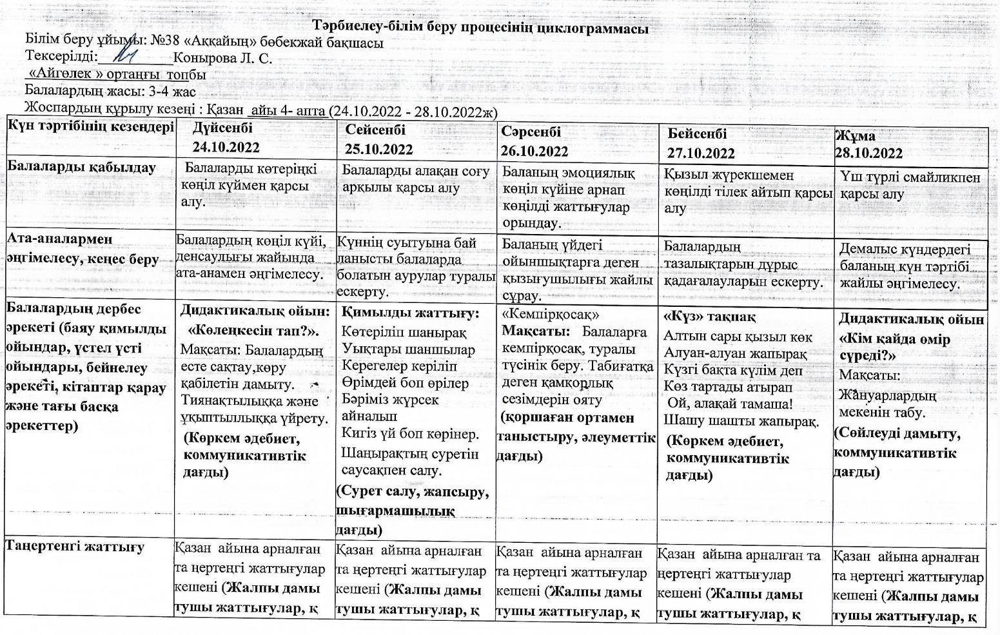 Тәрбиелеу-білім беру процесінің циклограммасы
Білім беру ұйымы: №38 «Аққайың» бөбекжай бақшасы
Тексерілді:__________Конырова Л. С.
«Айгөлек » ортаңғы топбы
Балалардың жасы: 3-4 жас
Жоспардың құрылу кезеңі : Қазан айы 4- апта (24.10.2022 - 28.10.2022ж)
Күн тәртібінің кезеңдері
Дүйсенбі
24.10.2022
Сейсенбі
25.10.2022
Сәрсенбі
26.10.2022
Бейсенбі
27.10.2022
Жұма
28.10.2022
Балаларды қабылдау
Балаларды көтеріңкі
көңіл күймен қарсы
алу.
Балаларды алақан соғу
арқылы қарсы алу
Баланың эмоциялық
көңіл күйіне арнап
көңілді жаттығулар
орындау.
Қызыл жүрекшемен
көңілді тілек айтып қарсы
алу
Үш түрлі смайликпен
қарсы алу
Ата-аналармен
әңгімелесу, кеңес беру
Балалардың көңіл күйі,
денсаулығы жайында
ата-анамен әңгімелесу.
Күннің суытуына бай
ланысты балаларда
болатын аурулар туралы
ескерту.
Баланың үйдегі
ойыншықтарға деген
қызығушылығы жайлы
сұрау.
Балалардың
тазалықтарын дұрыс
қадағалауларын ескерту.
Демалыс күндердегі
баланың күн тәртібі
жайлы әңгімелесу.
Балалардың дербес
әрекеті (баяу қимылды
ойындар, үстел үсті
ойындары, бейнелеу
әрекеті, кітаптар қарау
және тағы басқа
әрекеттер)
Дидактикалық ойын:
«Көлеңкесін тап?».
Мақсаты: Балалардың
есте сақтау,көру
қабілетін дамыту.
Тиянақтылыққа және
ұқыптыллыққа үйрету.
(Көркем әдебиет,
коммуникативтік
дағды)
Қимылды жаттығу:
Көтеріліп шанырақ
Уықтары шаншылар
Керегелер керіліп
Өрімдей боп өрілер
Бәріміз жүрсек
айналып
Кигіз үй боп көрінер.
Шаңырақтың суретін
саусақпен салу.
(Сурет салу, жапсыру,
шығармашылық
дағды)
«Кемпірқосақ»
Мақсаты: Балаларға
кемпірқосақ, туралы
түсінік беру. Табиғатқа
деген қамқорлық
сезімдерін ояту
(қоршаған ортамен
таныстыру, әлеуметтік
дағды)
«Күз» тақпақ
Алтын сары қызыл көк
Алуан-алуан жапырақ
Күзгі бақта күлім деп
Көз тартады атырап
Ой, алақай тамаша!
Шашу шашты жапырақ.
(Көркем әдебиет,
коммуникативтік
дағды)
Дидактикалық ойын
«Кім қайда өмір
сүреді?»
Мақсаты:
Жануарлардың
мекенін табу.
(Сөйлеуді дамыту,
коммуникативтік
дағды)
Таңертенгі жаттығу
Қазан айына арналған
та ңертеңгі жаттығулар
кешені (Жалпы дамы
тушы жаттығулар, қ
Қазан айына арналған
та ңертеңгі жаттығулар
кешені (Жалпы дамы
тушы жаттығулар, қ
Қазан айына арналған
та ңертеңгі жаттығулар
кешені (Жалпы дамы
тушы жаттығулар, қ
Қазан айына арналған та
ңертеңгі жаттығулар
кешені (Жалпы дамы
тушы жаттығулар, қ
Қазан айына арналған
та ңертеңгі жаттығулар
кешені (Жалпы дамы
тушы жаттығулар, қ